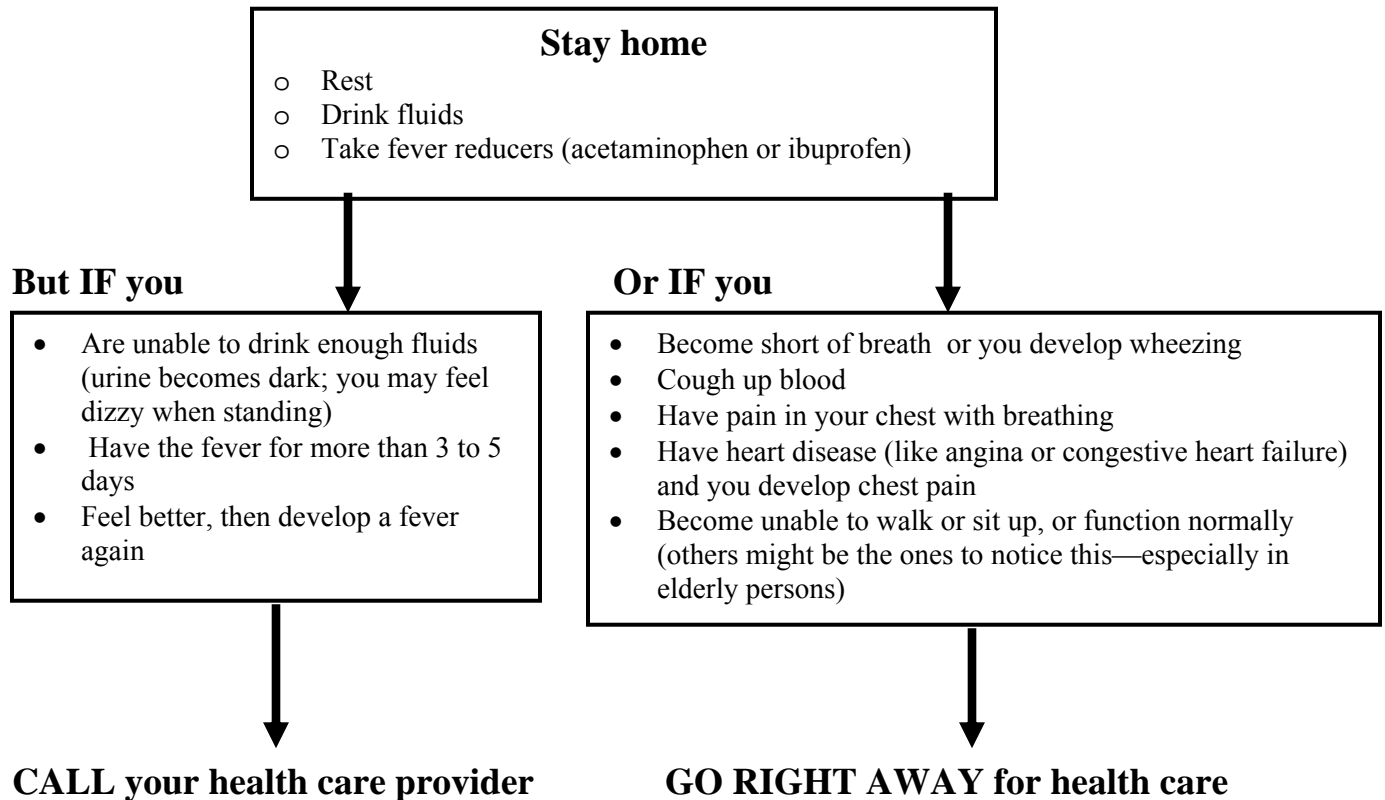 Stay home
o Rest
o Drink fluids
o Take fever reducers (acetaminophen or ibuprofen)
But IF you
• Are unable to drink enough fluids
(urine becomes dark; you may feel
dizzy when standing)
• Have the fever for more than 3 to 5
days
• Feel better, then develop a fever
again
CALL your health care provider
Or IF you
• Become short of breath or you develop wheezing
• Cough up blood
• Have pain in your chest with breathing
• Have heart disease (like angina or congestive heart failure)
and you develop chest pain
• Become unable to walk or sit up, or function normally
(others might be the ones to notice this—especially in
elderly persons)
GO RIGHT AWAY for health care